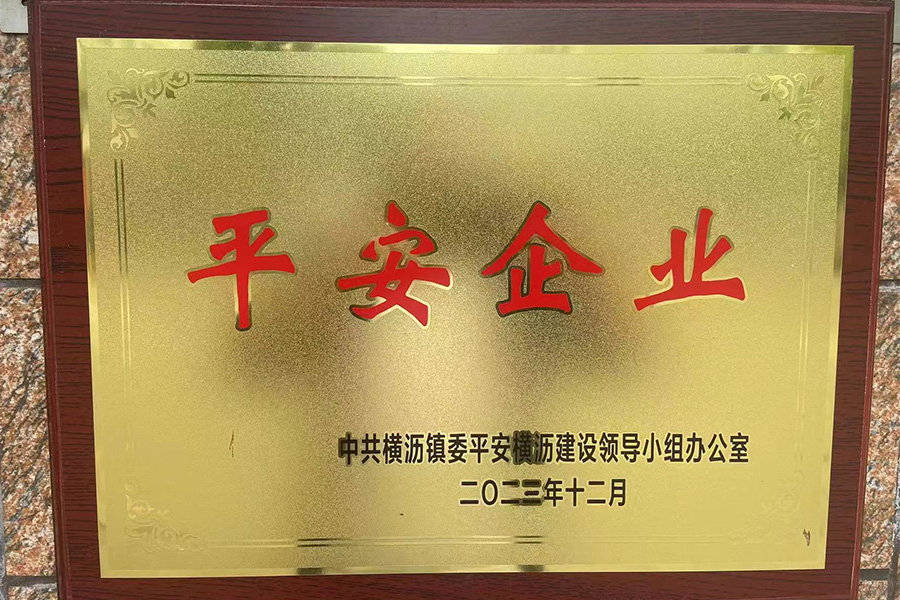 平安企业
中共横沥镇委平安横沥建设领导小组办公室
二〇二三年十二月